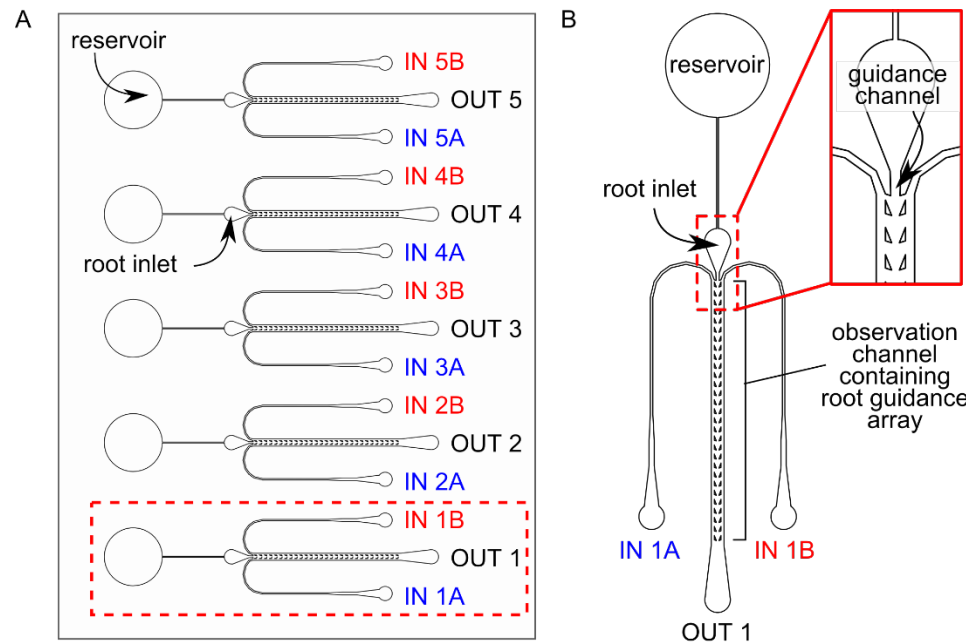 A
reservoir
IN 5B
OUT 5
IN 5A
IN 4B
OUT 4
root inlet
IN 4A
IN 3B
OUT 3
IN 3A
IN 2B
OUT 2
IN 2A
IN 1B
OUT 1
IN 1A
B
reservoir
guidance
channel
root inlet
observation
channel
containing
root guidance
array
IN 1A
IN 1B
OUT 1